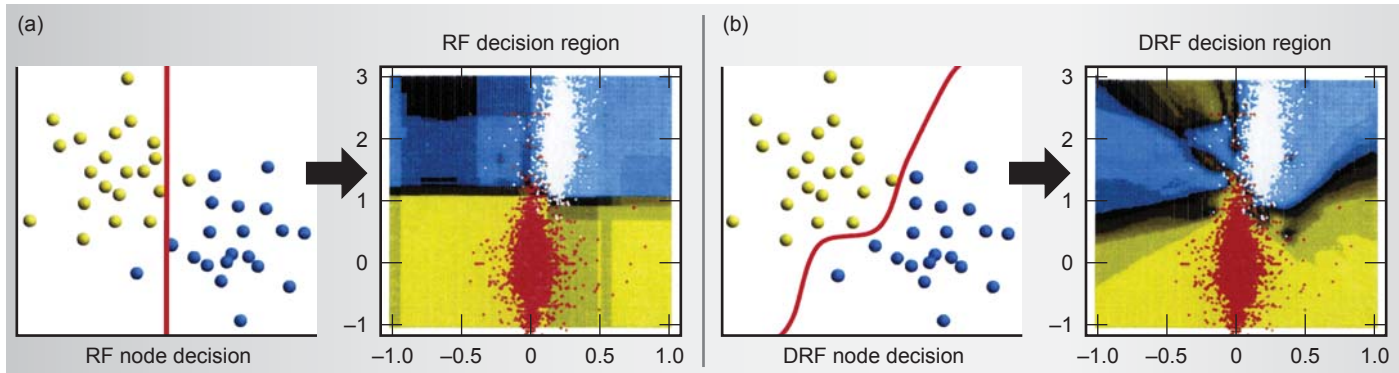 (a)
RF decision region
3
2
1
0
–1
–1.0 –0.5 0 0.5 1.0
RF node decision
(b)
DRF decision region
3
2
1
0
–1
–1.0 –0.5 0 0.5 1.0
DRF node decision